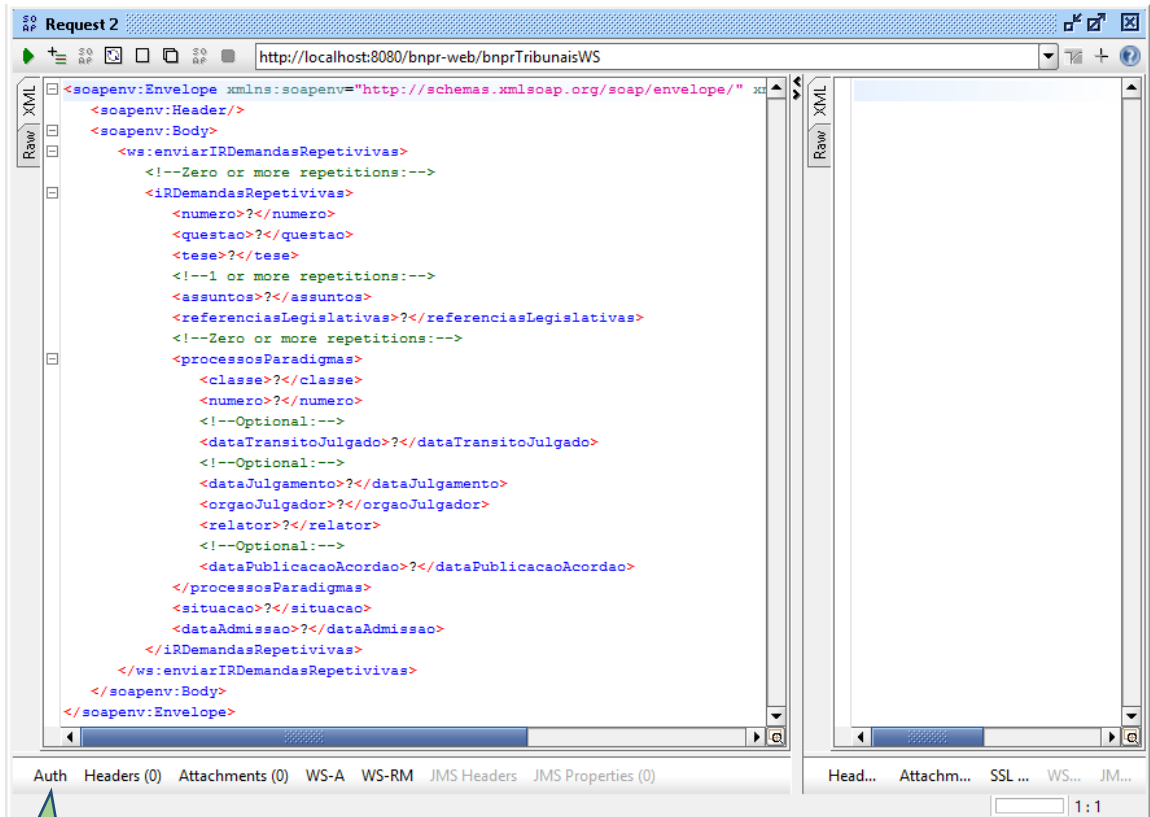 SO AP Request 2
http://localhost:8080/bnpr-web/bnprTribunaisWS
XML
Raw
<soapenv:Envelope xmlns:soapenv="http://schemas.xmlsoap.org/soap/envelope/"
<soapenv:Header/>
<soapenv:Body>
<ws:enviarIRDemandasRepetivivas>
<!--Zero or more repetitions:-->
<iRDemandasRepetivivas>
<numero>?</numero>
<questao>?</questao>
<tese>?</tese>
<!--1 or more repetitions:-->
<assuntos>?</assuntos>
<referenciasLegislativas>?</referenciasLegislativas>
<!--Zero or more repetitions:-->
<processosParadigmas>
<classe>?</classe>
<numero>?</numero>
<!--Optional:-->
<dataTransitoJulgado>?</dataTransitoJulgado>
<!--Optional:-->
<dataJulgamento>?</dataJulgamento>
<orgaoJulgador>?</orgaoJulgador>
<relator>?</relator>
<!--Optional:-->
<dataPublicacaoAcordao>?</dataPublicacaoAcordao>
</processosParadigmas>
<situacao>?</situacao>
<dataAdmissao>?</dataAdmissao>
</iRDemandasRepetivivas>
</ws:enviarIRDemandasRepetivivas>
</soapenv:Body>
</soapenv:Envelope>
XML
Raw
Auth Headers (0) Attachments (0) WS-A WS-RM JMS Headers JMS Properties (0)
Head... Attachm... SSL ... WS... JM...
1 : 1